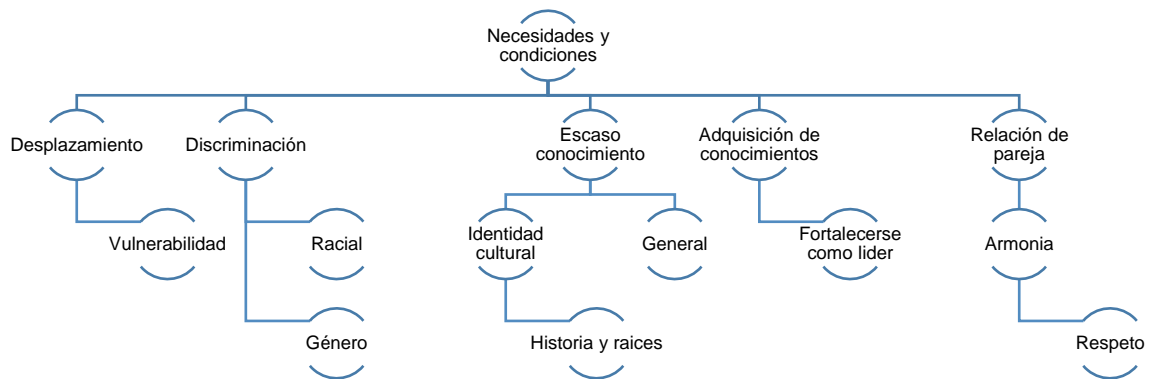 Necesidades y
condiciones
Desplazamiento
Discriminación
Escaso
conocimiento
Adquisición de
conocimientos
Relación de
pareja
Vulnerabilidad
Racial
Identidad
cultural
General
Fortalecerse
como lider
Armonia
Género
Historia y raices
Respeto